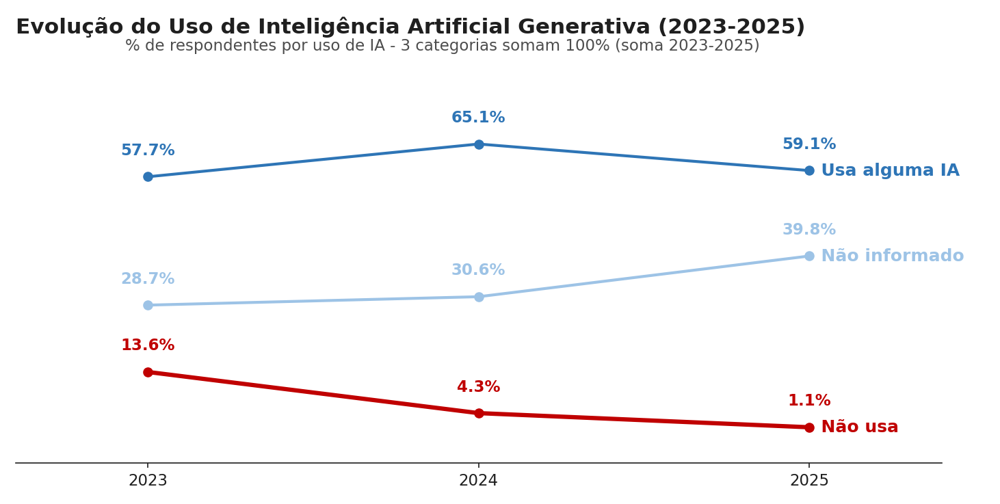 Evolução do Uso de Inteligência Artificial Generativa (2023-2025)
% de respondentes por uso de IA - 3 categorias somam 100% (soma 2023-2025)
65.1%
57.7%
59.1%
Usa alguma IA
39.8%
Não informado
28.7%
30.6%
13.6%
4.3%
1.1%
Não usa
2023
2024
2025